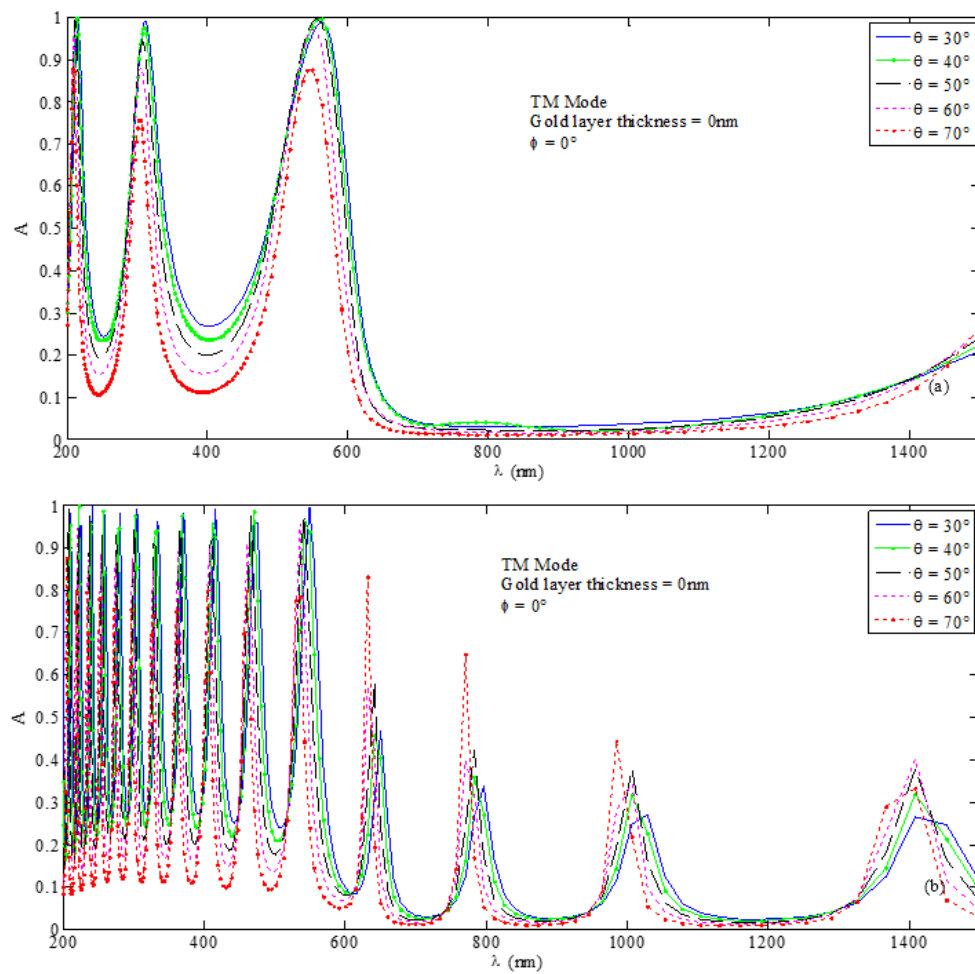 1
0.9
0.8
0.7
0.6
0.5
0.4
0.3
0.2
0.1
0
A
TM Mode
Gold layer thickness = 0nm
ϕ = 0°
θ = 30°
θ = 40°
θ = 50°
θ = 60°
θ = 70°
(a)
200 400 600 800 1000 1200 1400
λ (nm)
1
0.9
0.8
0.7
0.6
0.5
0.4
0.3
0.2
0.1
0
A
TM Mode
Gold layer thickness = 0nm
ϕ = 0°
θ = 30°
θ = 40°
θ = 50°
θ = 60°
θ = 70°
(b)
200 400 600 800 1000 1200 1400
λ (nm)